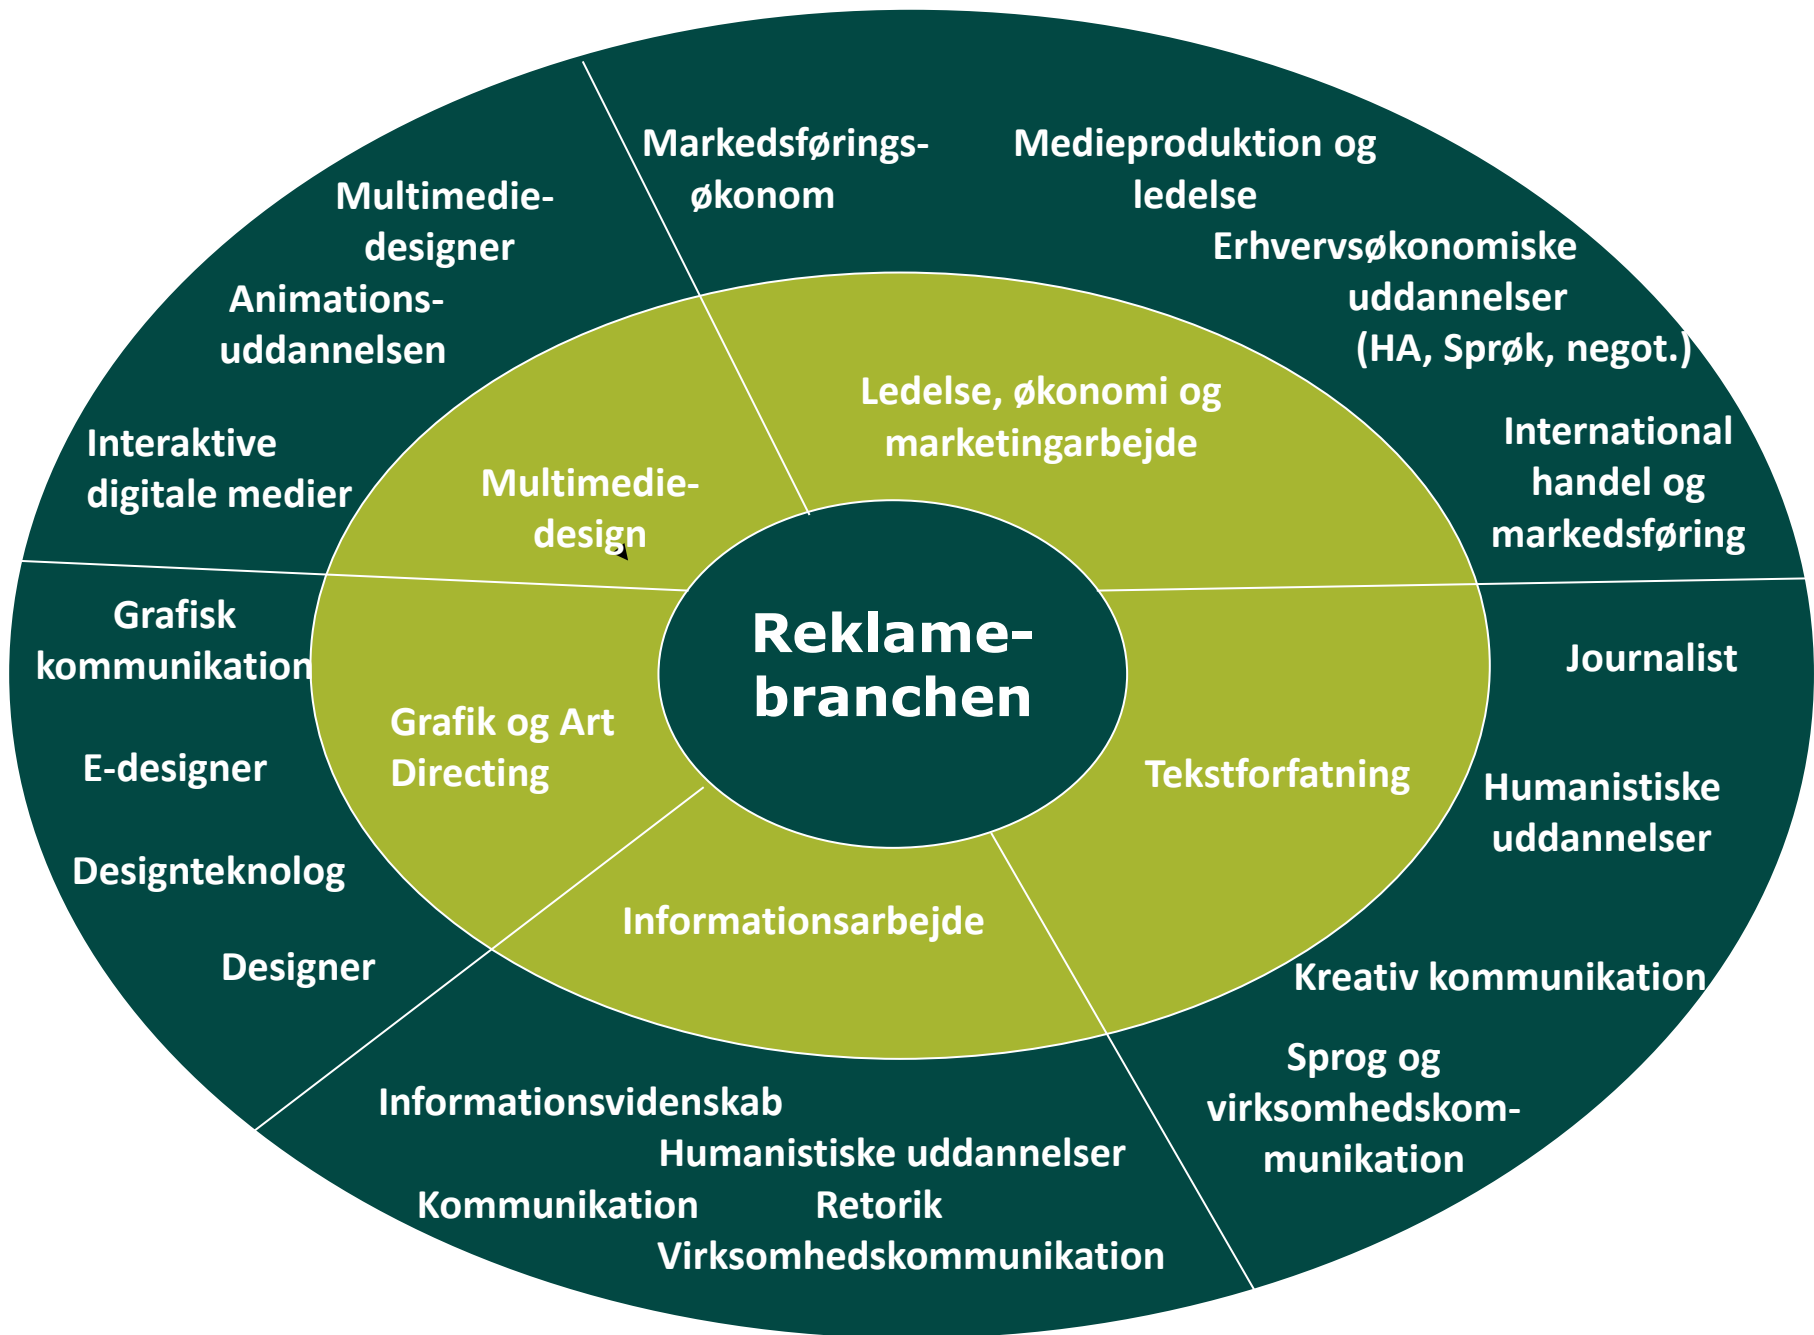 Markedsførings-
økonom
Medieproduktion og
ledelse
Erhvervsøkonomiske
uddannelser
(HA, Sprøk, negot.)
International
handel og
markedsføring
Multimedie-
designer
Animations-
uddannelsen
Interaktive
digitale medier
Ledelse, økonomi og
marketingarbejde
Multimedie-
design
Reklame-
branchen
Grafisk
kommunikation
E-designer
Designteknolog
Designer
Grafik og Art
Directing
Tekstforfatning
Informationsarbejde
Journalist
Humanistiske
uddannelser
Kreativ kommunikation
Sprog og
virksomhedskom-
munikation
Informationsvidenskab
Humanistiske uddannelser
Kommunikation Retorik
Virksomhedskommunikation